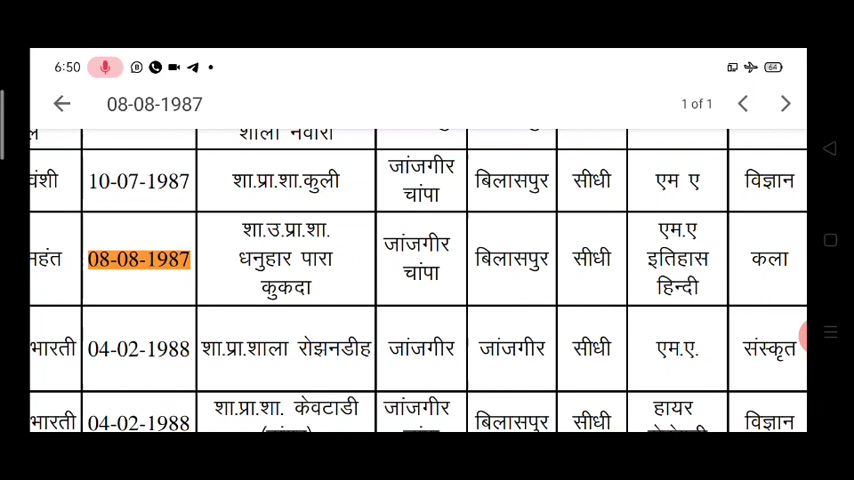 6:50
64
08-08-1987
1 of 1
शाला नवारा
वंशी 10-07-1987 शा.प्रा.शा.कुली जांजगीर चांपा बिलासपुर सीधी एम ए विज्ञान
महंत 08-08-1987 शा.उ.प्रा.शा. धनुहार पारा कुकदा जांजगीर चांपा बिलासपुर सीधी एम.ए इतिहास हिन्दी कला
भारती 04-02-1988 शा.प्रा.शाला रोझनडीह जांजगीर जांजगीर सीधी एम.ए. संस्कृत
भारती 04-02-1988 शा.प्रा.शा. केवटाडी जांजगीर बिलासपुर सीधी हायर विज्ञान